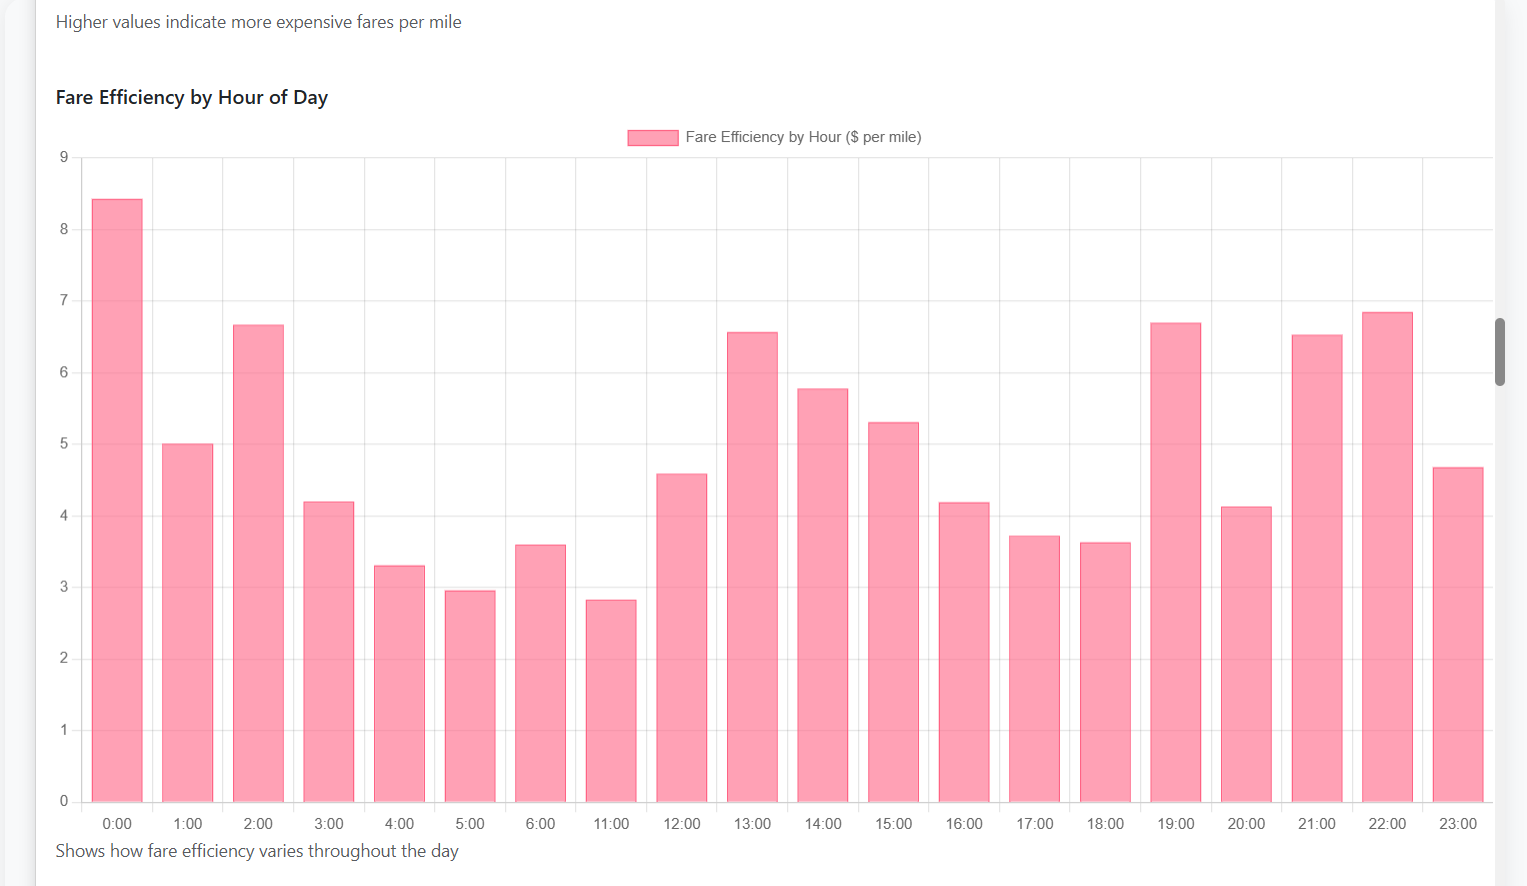 Higher values indicate more expensive fares per mile
Fare Efficiency by Hour of Day
Fare Efficiency by Hour ($ per mile)
9
8
7
6
5
4
3
2
1
0
0:00 1:00 2:00 3:00 4:00 5:00 6:00 11:00 12:00 13:00 14:00 15:00 16:00 17:00 18:00 19:00 20:00 21:00 22:00 23:00
Shows how fare efficiency varies throughout the day